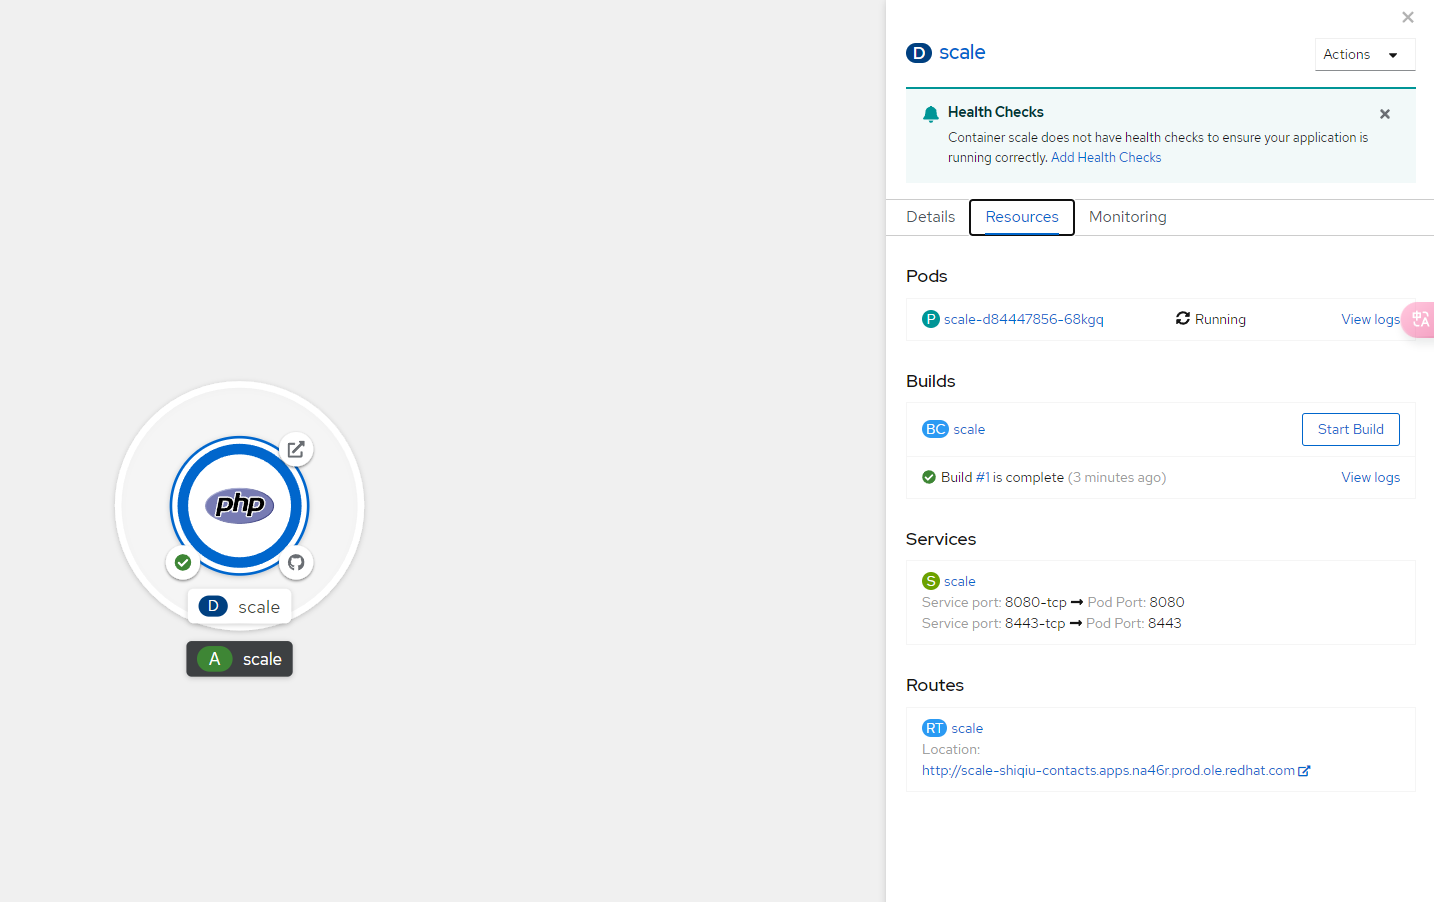 php
D scale
A scale
D scale
Actions
Health Checks
Container scale does not have health checks to ensure your application is
running correctly. Add Health Checks
Details Resources Monitoring
Pods
P scale-d84447856-68kgq Running View logs
中A
Builds
BC scale Start Build
Build #1 is complete (3 minutes ago) View logs
Services
S scale
Service port: 8080-tcp → Pod Port: 8080
Service port: 8443-tcp → Pod Port: 8443
Routes
RT scale
Location:
http://scale-shiqiu-contacts.apps.na46r.prod.ole.redhat.com